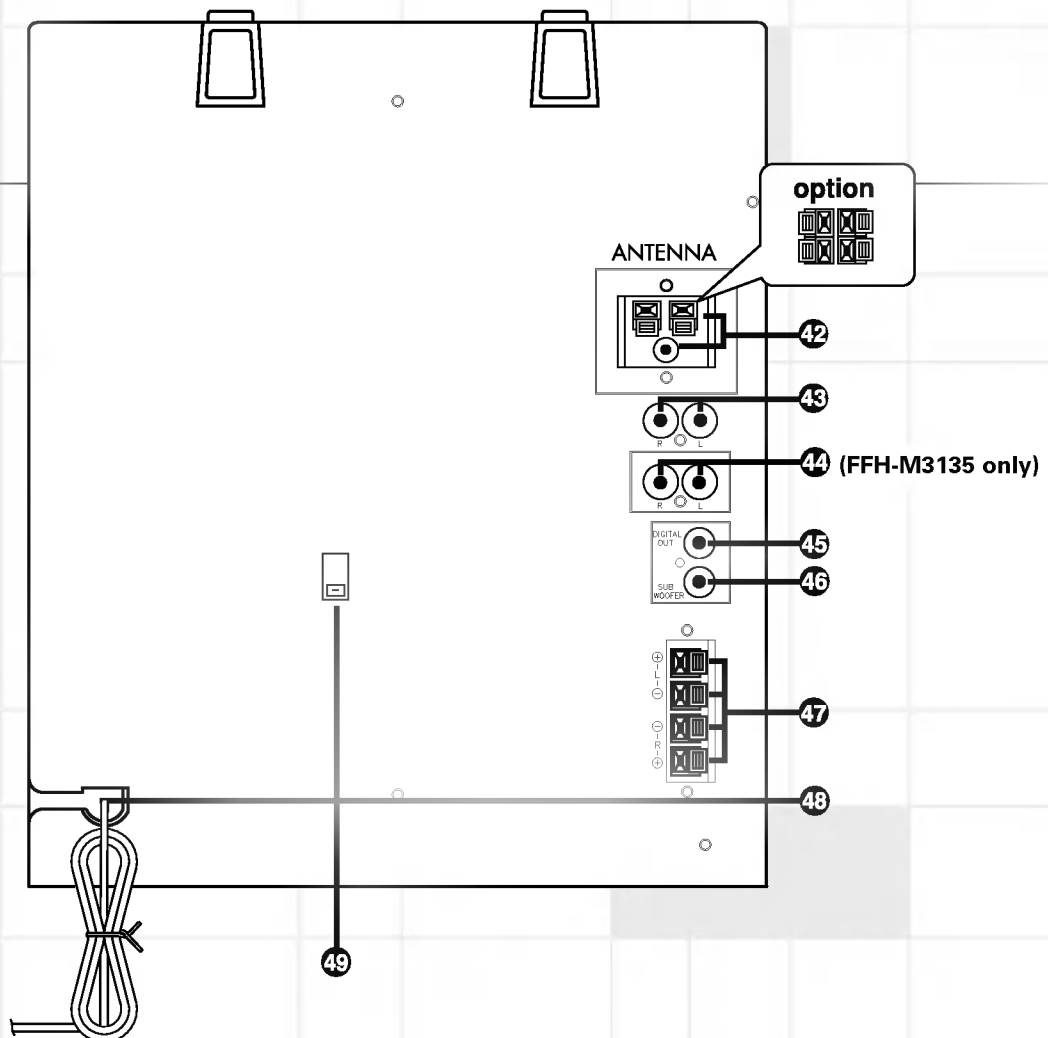 option
ANTENNA
42
43
R L
44 (FFH-M3135 only)
R L
DIGITAL
OUT
45
SUB
WOOFER
46
+
L
-
47
-
R
+
48
49